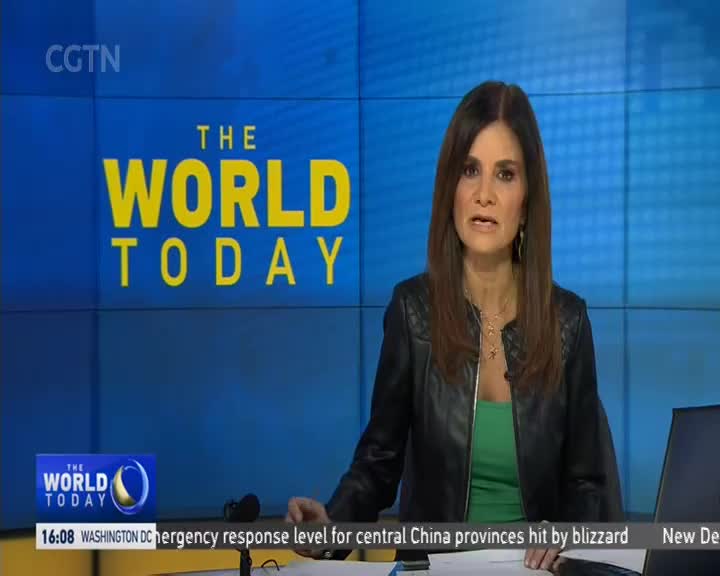 CGTN
THE
WORLD
TODAY
THE
WORLD
TODAY
16:08 WASHINGTON DC mergency response level for central China provinces hit by blizzard New De